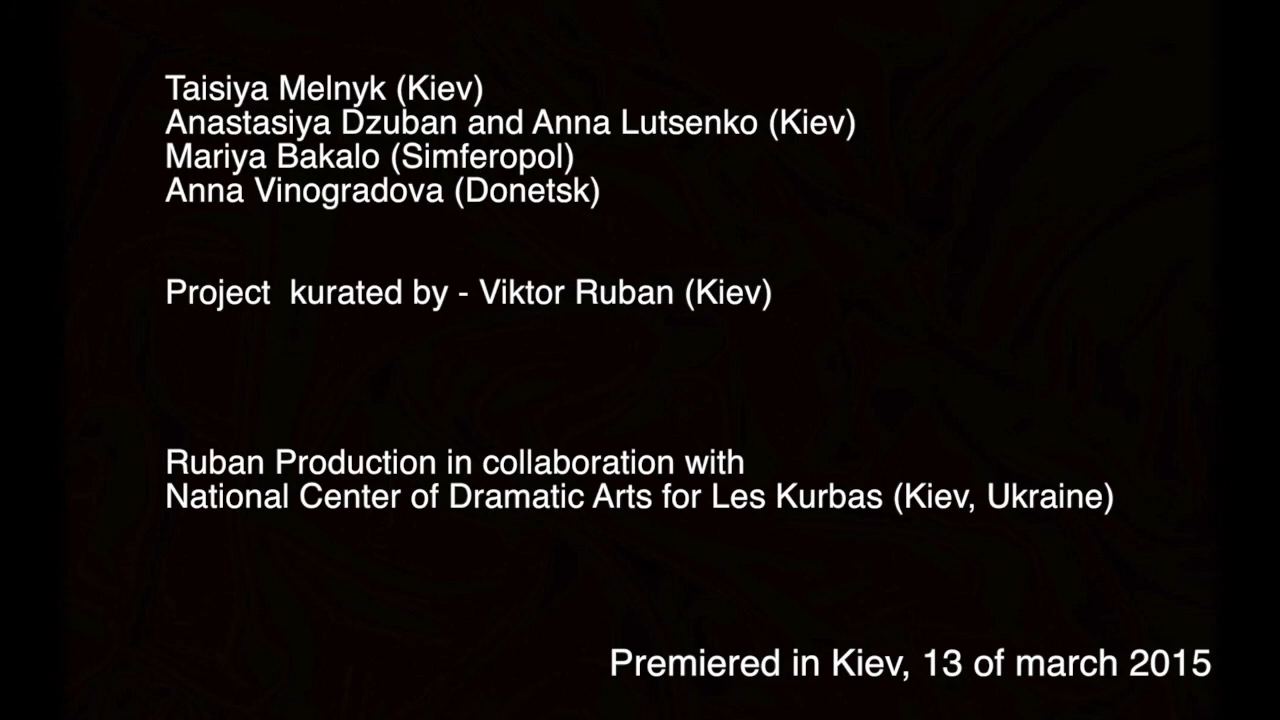 Taisiya Melnyk (Kiev)
Anastasiya Dzuban and Anna Lutsenko (Kiev)
Mariya Bakalo (Simferopol)
Anna Vinogradova (Donetsk)
Project  kurated by - Viktor Ruban (Kiev)
Ruban Production in collaboration with
National Center of Dramatic Arts for Les Kurbas (Kiev, Ukraine)
Premiered in Kiev, 13 of march 2015